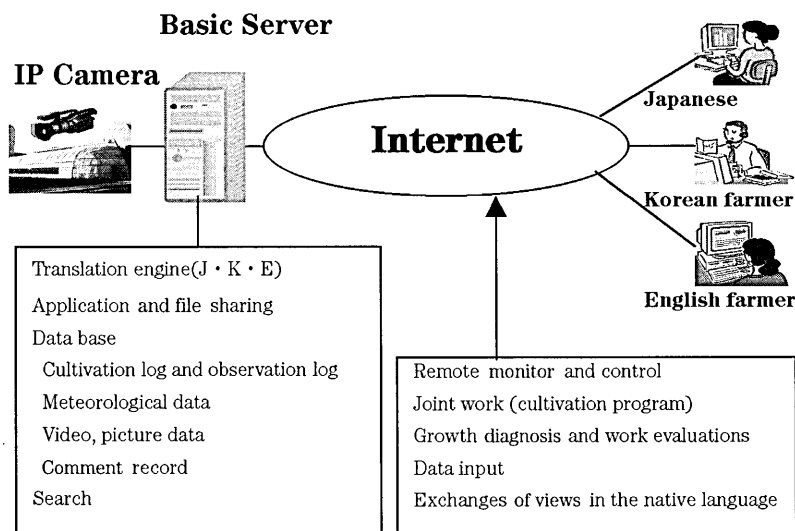 Basic Server
IP Camera
Internet
Japanese
Korean farmer
English farmer
Translation engine(J・K・E)
Application and file sharing
Data base
Cultivation log and observation log
Meteorological data
Video, picture data
Comment record
Search
Remote monitor and control
Joint work (cultivation program)
Growth diagnosis and work evaluations
Data input
Exchanges of views in the native language